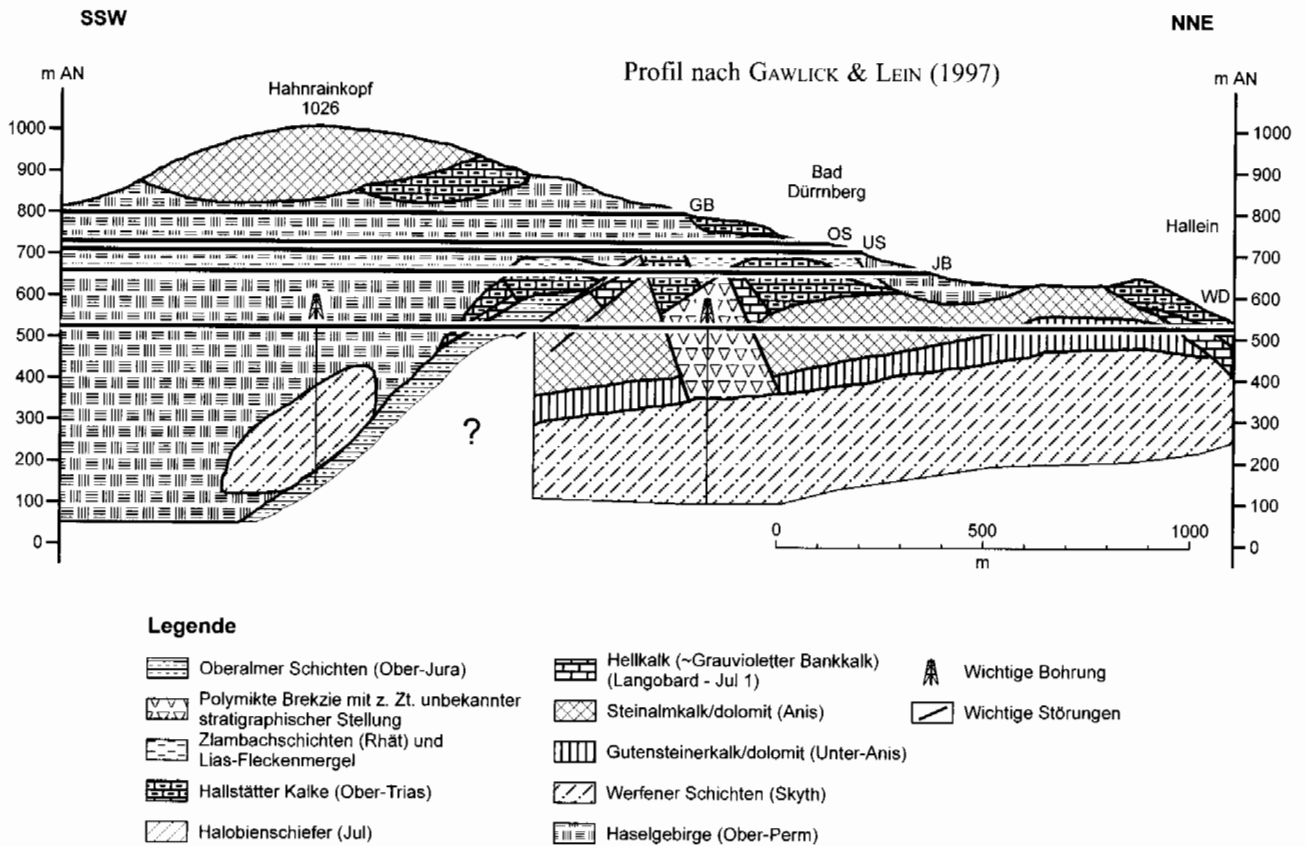 SSW
NNE
Profil nach GAWLICK & LEIN (1997)
m AN
m AN
Hahnrainkopf
1026
1000
900
800
700
600
500
400
300
200
100
0
Bad
Dürrnberg
GB
OS
US
JB
Hallein
WD
?
1000
900
800
700
600
500
400
300
200
100
0
0
500
1000
m
Legende
Oberalmer Schichten (Ober-Jura)
Polymikte Brekzie mit z. Zt. unbekannter
stratigraphischer Stellung
Zlambachschichten (Rhät) und
Lias-Fleckenmergel
Hallstätter Kalke (Ober-Trias)
Halobienschiefer (Jul)
Hellkalk (~Grauvioletter Bankkalk)
(Langobard - Jul 1)
Steinalmkalk/dolomit (Anis)
Gutensteinerkalk/dolomit (Unter-Anis)
Werfener Schichten (Skyth)
Haselgebirge (Ober-Perm)
Wichtige Bohrung
Wichtige Störungen